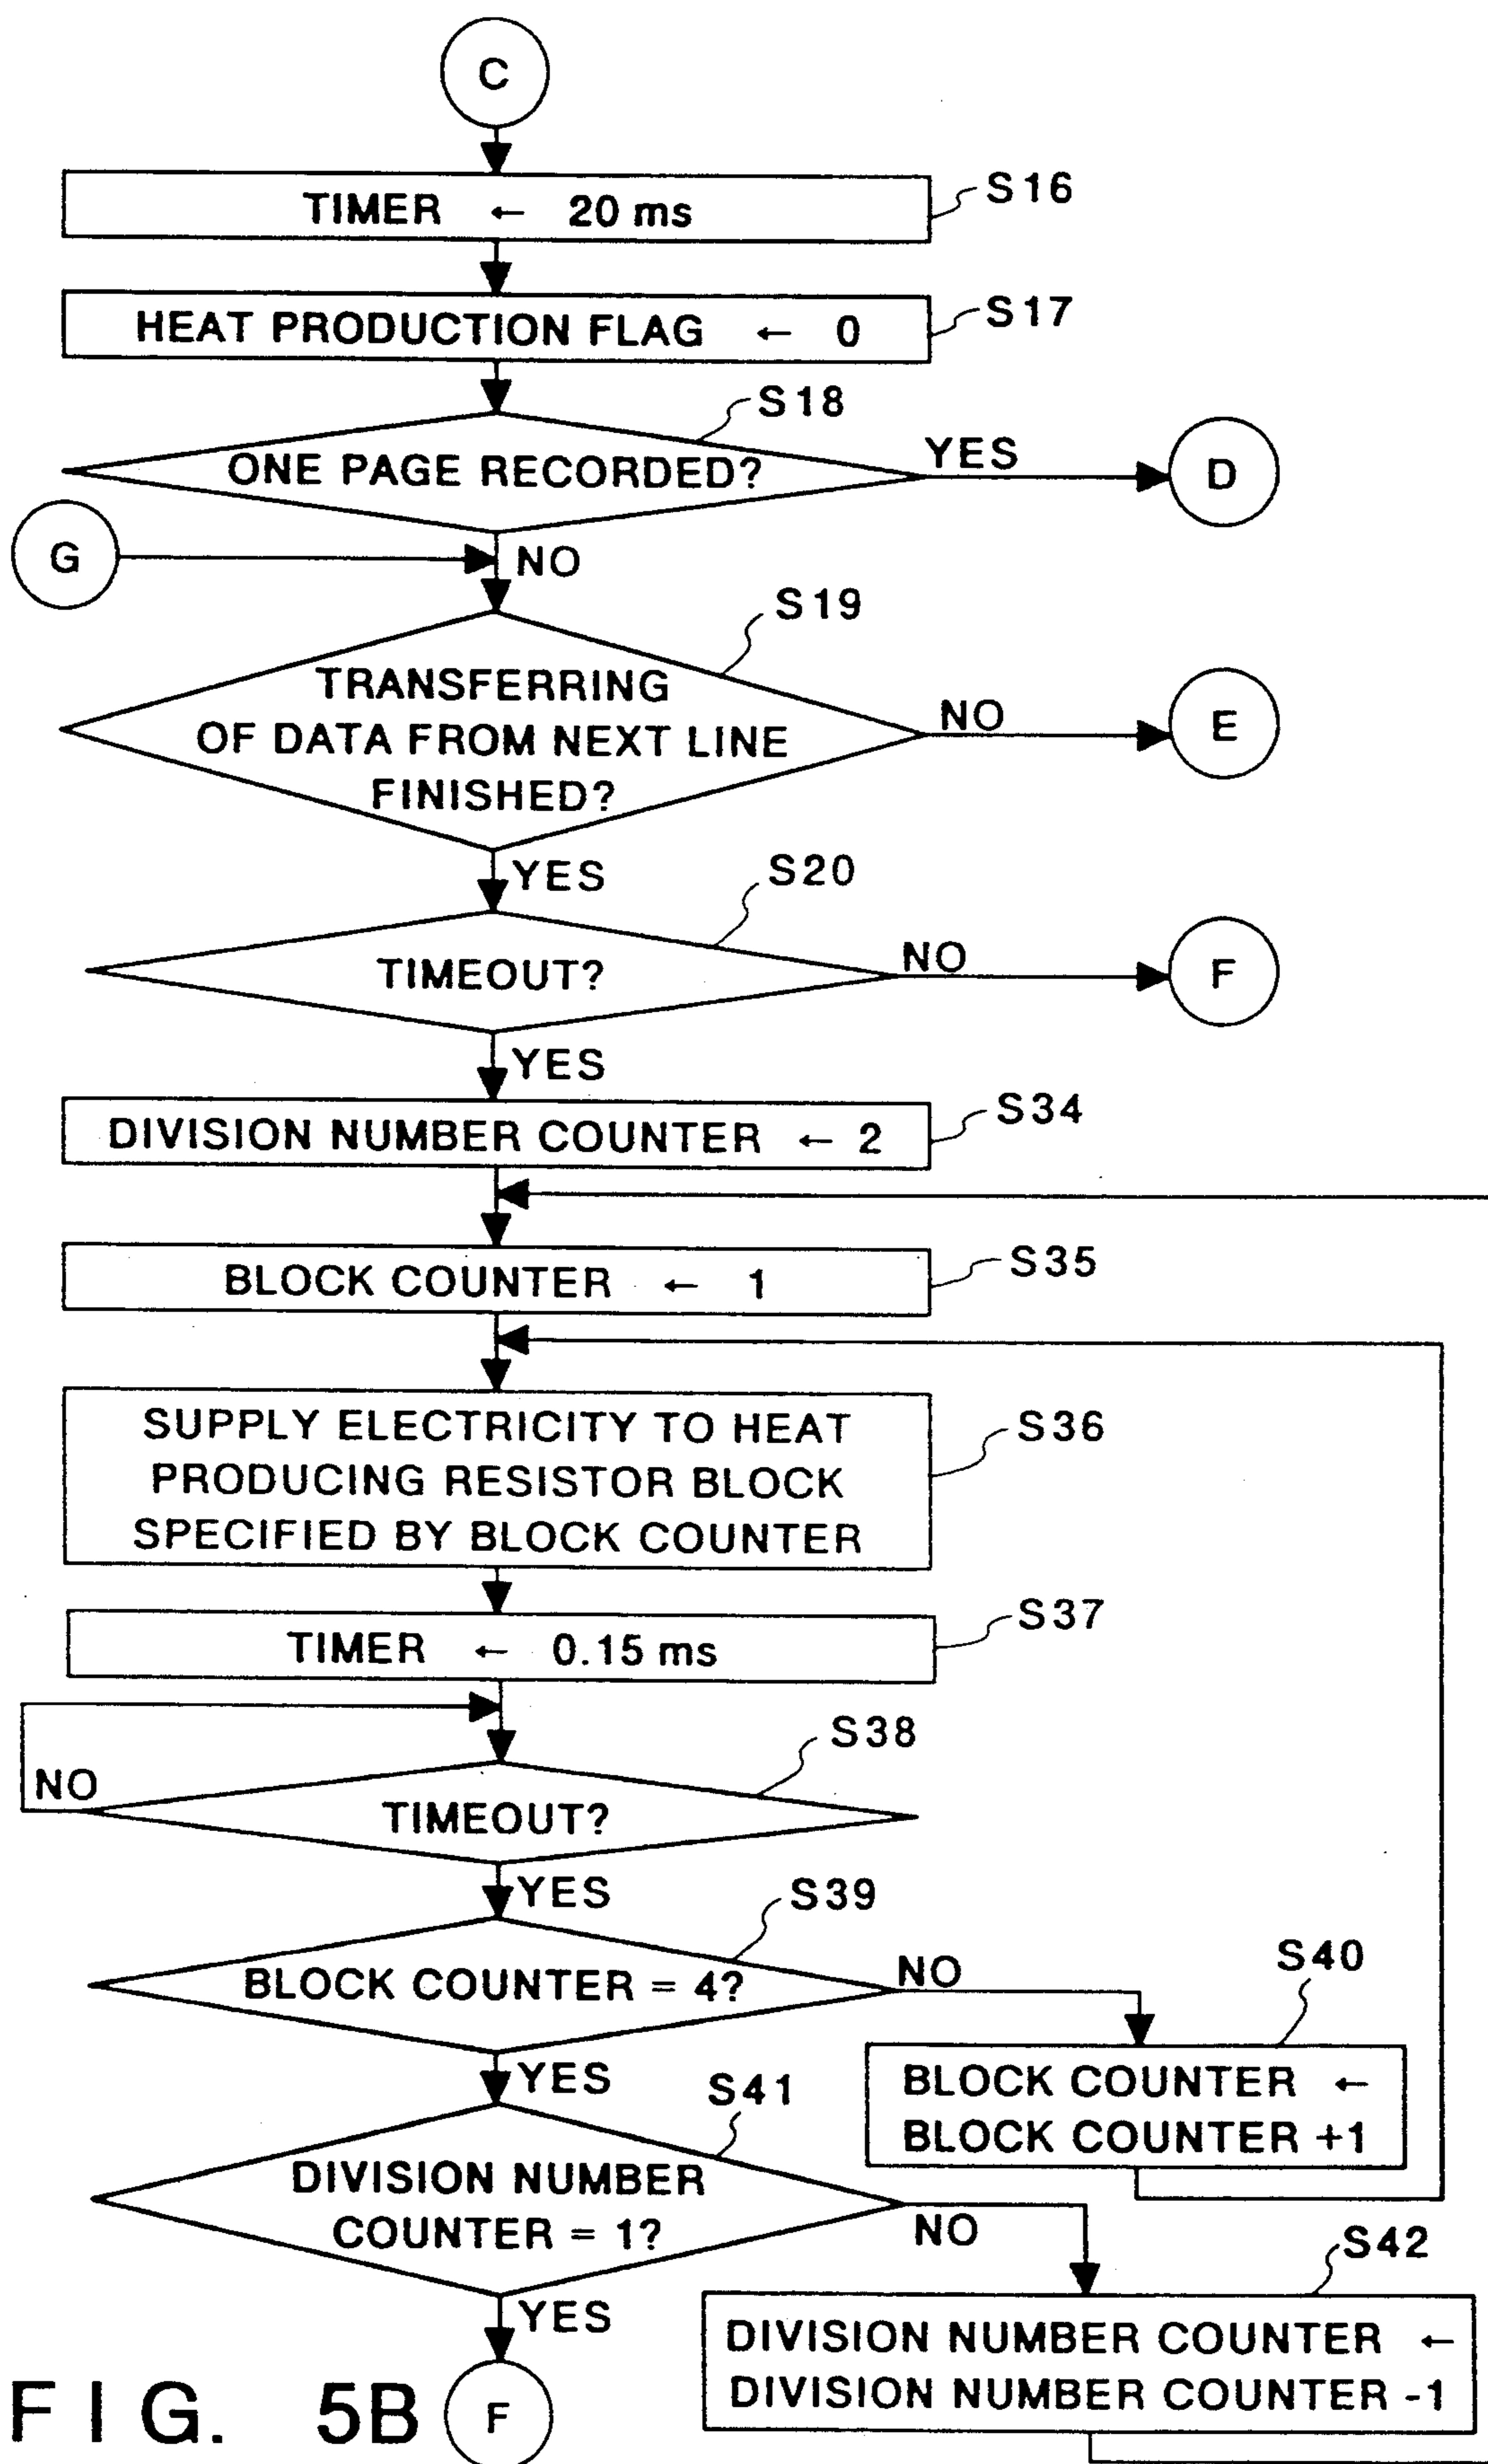 C
TIMER ← 20 ms
S16
HEAT PRODUCTION FLAG ← 0
S17
S18
ONE PAGE RECORDED?
YES
D
G
NO
S19
TRANSFERRING
OF DATA FROM NEXT LINE
FINISHED?
NO
E
YES
S20
TIMEOUT?
NO
F
YES
DIVISION NUMBER COUNTER ← 2
S34
BLOCK COUNTER ← 1
S35
SUPPLY ELECTRICITY TO HEAT
PRODUCING RESISTOR BLOCK
SPECIFIED BY BLOCK COUNTER
S36
TIMER ← 0.15 ms
S37
S38
NO
TIMEOUT?
YES
S39
BLOCK COUNTER = 4?
NO
S40
BLOCK COUNTER ←
BLOCK COUNTER +1
YES
S41
DIVISION NUMBER
COUNTER = 1?
NO
S42
DIVISION NUMBER COUNTER ←
DIVISION NUMBER COUNTER -1
YES
F
FIG. 5B